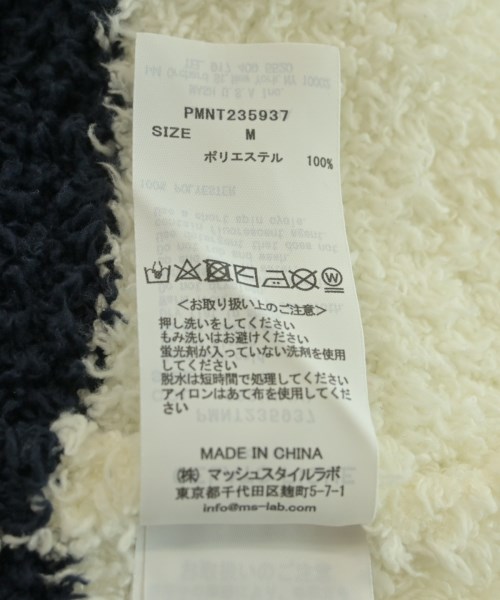 PMNT235937
SIZE M
ポリエステル 100%
<お取り扱い上のご注意>
押し洗いをしてください
もみ洗いはお避けください
蛍光剤が入っていない洗剤を使用
してください
脱水は短時間で処理してください
アイロンはあて布を使用してくだ
さい
MADE IN CHINA
(株) マッシュスタイルラボ
東京都千代田区麹町5-7-1
info@ms-lab.com